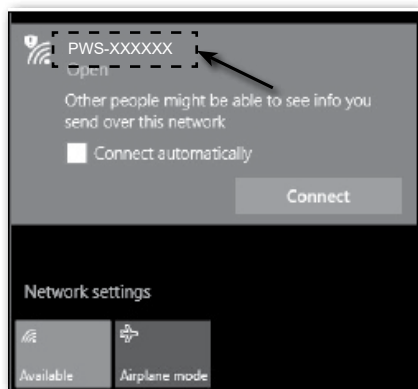 PWS-XXXXXX
Open
Other people might be able to see info you
send over this network
Connect automatically
Connect
Network settings
Available
Airplane mode